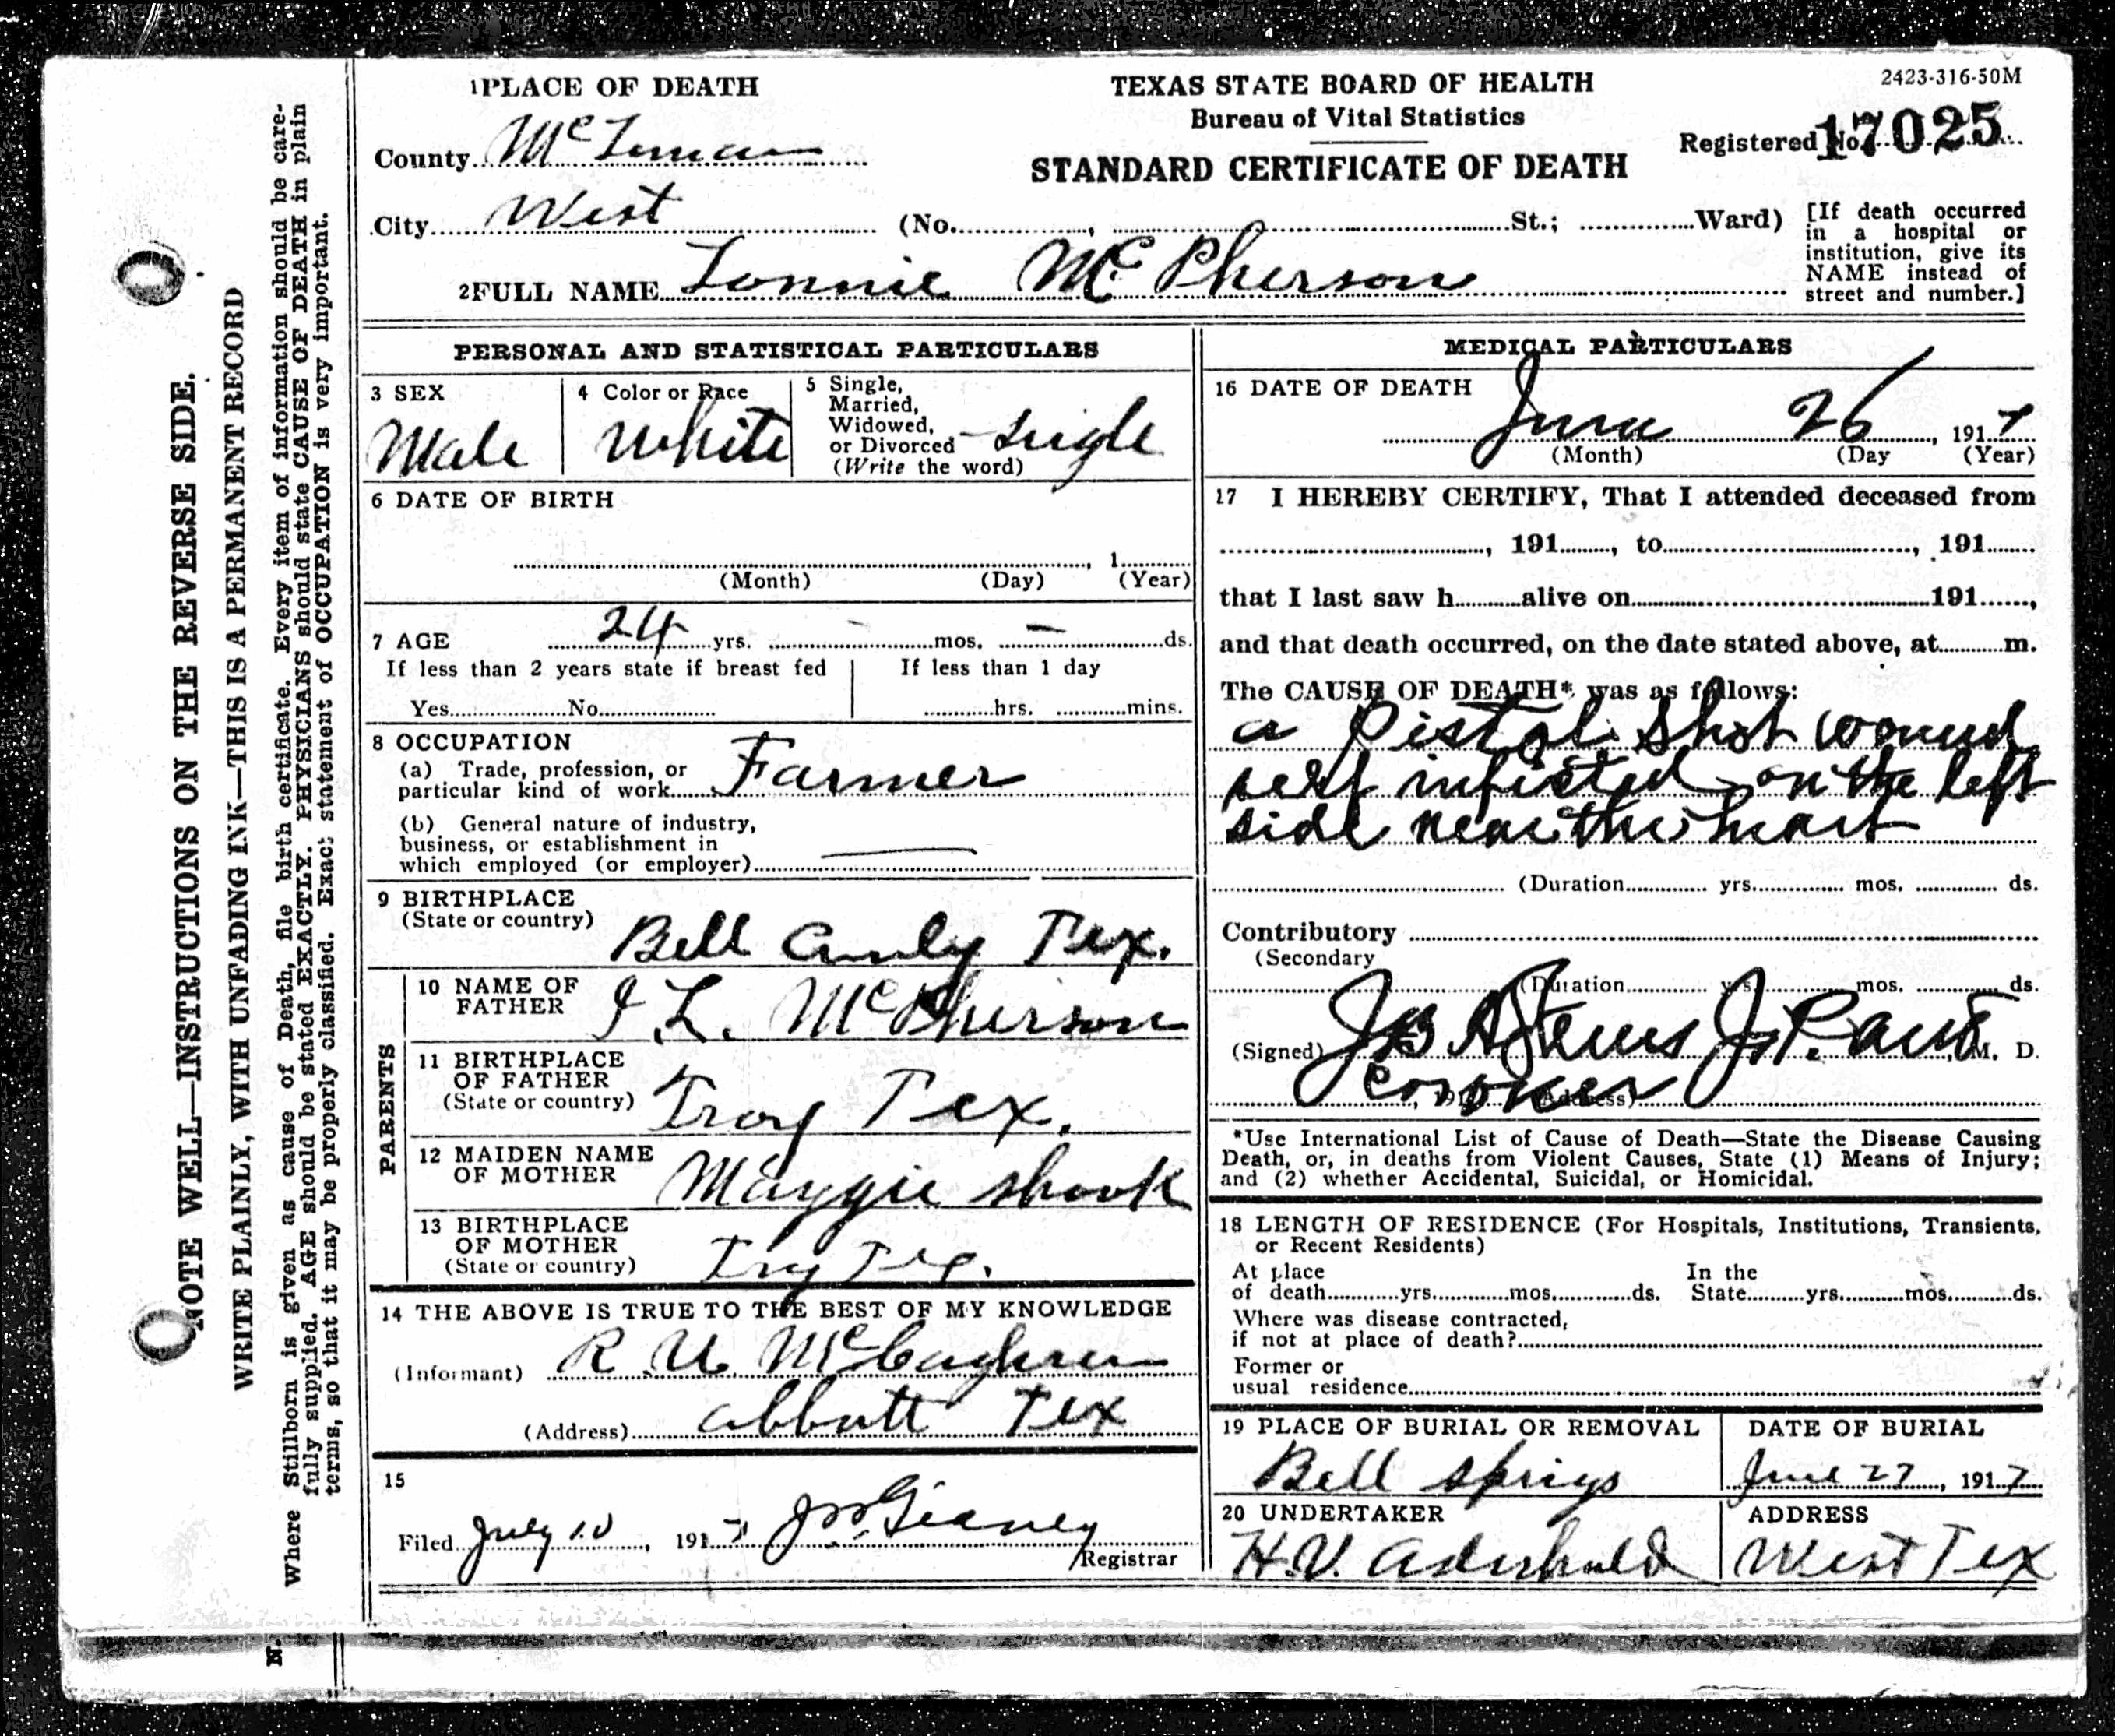 1 PLACE OF DEATH
TEXAS STATE BOARD OF HEALTH
2423-316-50M
Bureau of Vital Statistics
County McLennan
Registered No. 17025
STANDARD CERTIFICATE OF DEATH
City West (No. , St.; Ward)
[If death occurred
in a hospital or
institution, give its
NAME instead of
street and number.]
2 FULL NAME Lonnie McPherson
PERSONAL AND STATISTICAL PARTICULARS
3 SEX
Male
4 Color or Race
White
5 Single,
Married,
Widowed,
or Divorced
(Write the word)
single
6 DATE OF BIRTH
, 1
(Month) (Day) (Year)
7 AGE 24 yrs. - mos. - ds.
If less than 2 years state if breast fed
Yes No
If less than 1 day
hrs. mins.
8 OCCUPATION
(a) Trade, profession, or
particular kind of work Farmer
(b) General nature of industry,
business, or establishment in
which employed (or employer)
9 BIRTHPLACE
(State or country)
Bell County Tex.
PARENTS
10 NAME OF
FATHER
L. McPherson
11 BIRTHPLACE
OF FATHER
(State or country)
Troy Tex.
12 MAIDEN NAME
OF MOTHER
Maggie shook
13 BIRTHPLACE
OF MOTHER
(State or country)
Troy Tex.
14 THE ABOVE IS TRUE TO THE BEST OF MY KNOWLEDGE
(Informant) R. U.
(Address) abbott Tex
15
Filed July 10, 1917
Registrar
MEDICAL PARTICULARS
16 DATE OF DEATH
June 26, 1917
(Month) (Day (Year)
17 I HEREBY CERTIFY, That I attended deceased from
, 191 , to , 191
that I last saw h alive on 191 ,
and that death occurred, on the date stated above, at m.
The CAUSE OF DEATH* was as follows:
a Pistol shot wound
self inflicted on the left
side near the heart
(Duration yrs. mos. ds.
Contributory
(Secondary
(Duration yrs. mos. ds.
(Signed) J.P. M. D.
coroner
, 191 (Address)
*Use International List of Cause of Death—State the Disease Causing
Death, or, in deaths from Violent Causes, State (1) Means of Injury;
and (2) whether Accidental, Suicidal, or Homicidal.
18 LENGTH OF RESIDENCE (For Hospitals, Institutions, Transients,
or Recent Residents)
At place
of death yrs. mos. ds.
In the
State yrs. mos. ds.
Where was disease contracted,
if not at place of death?
Former or
usual residence
19 PLACE OF BURIAL OR REMOVAL
Bell springs
DATE OF BURIAL
June 27, 1917
20 UNDERTAKER
H.V.
ADDRESS
West Tex
NOTE WELL—INSTRUCTIONS ON THE REVERSE SIDE.
WRITE PLAINLY, WITH UNFADING INK—THIS IS A PERMANENT RECORD
Where Stillborn is given as cause of Death, file birth certificate. Every item of information should be care-
fully supplied. AGE should be stated EXACTLY. PHYSICIANS should state CAUSE OF DEATH in plain
terms, so that it may be properly classified. Exact statement of OCCUPATION is very important.
N.